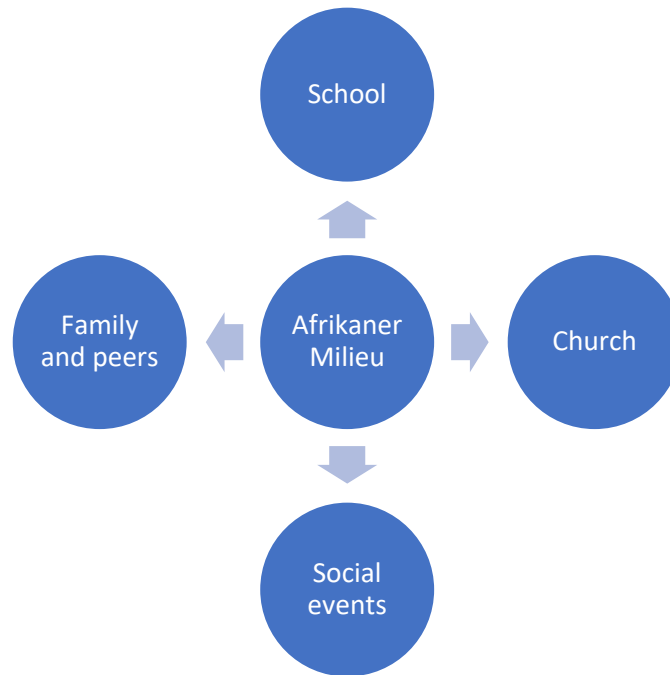 School
Family
and peers
Afrikaner
Milieu
Church
Social
events